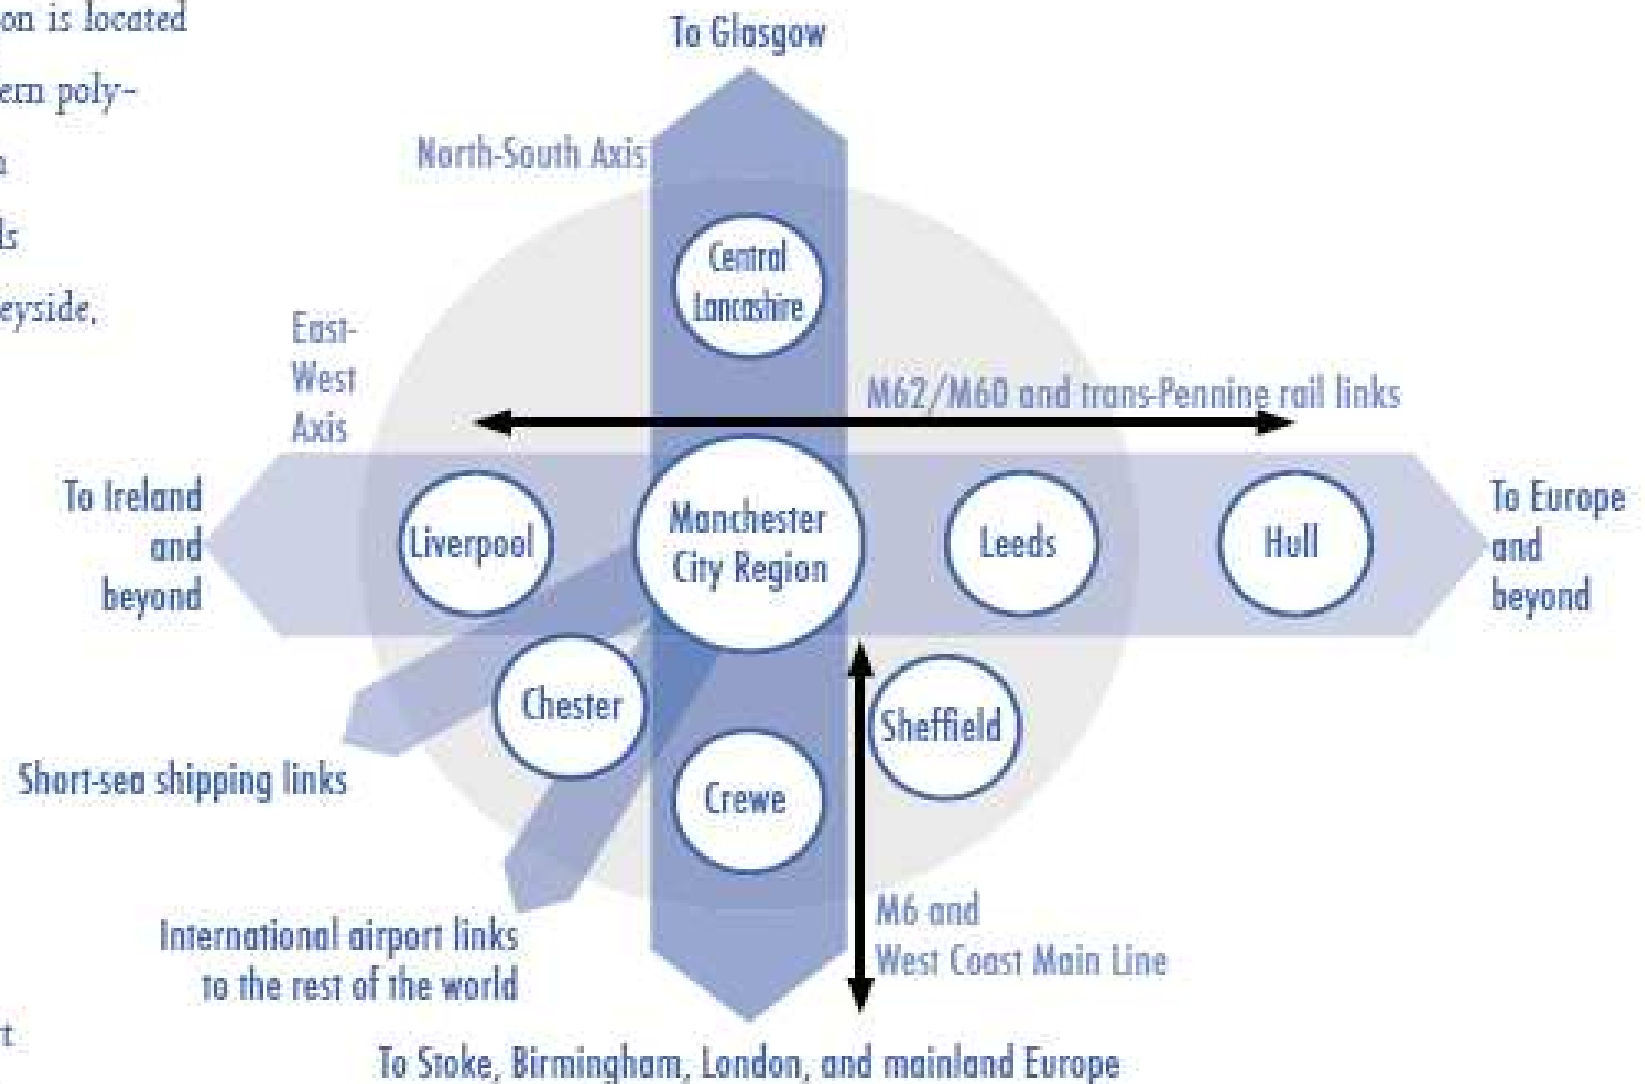 on is located
ern poly-
ls
eyside,
To Glasgow
North-South Axis
Central
Lancashire
East-
West
Axis
M62/M60 and trans-Pennine rail links
To Ireland
and
beyond
Liverpool
Manchester
City Region
Leeds
Hull
To Europe
and
beyond
Chester
Sheffield
Short-sea shipping links
Crewe
International airport links
to the rest of the world
M6 and
West Coast Main Line
To Stoke, Birmingham, London, and mainland Europe